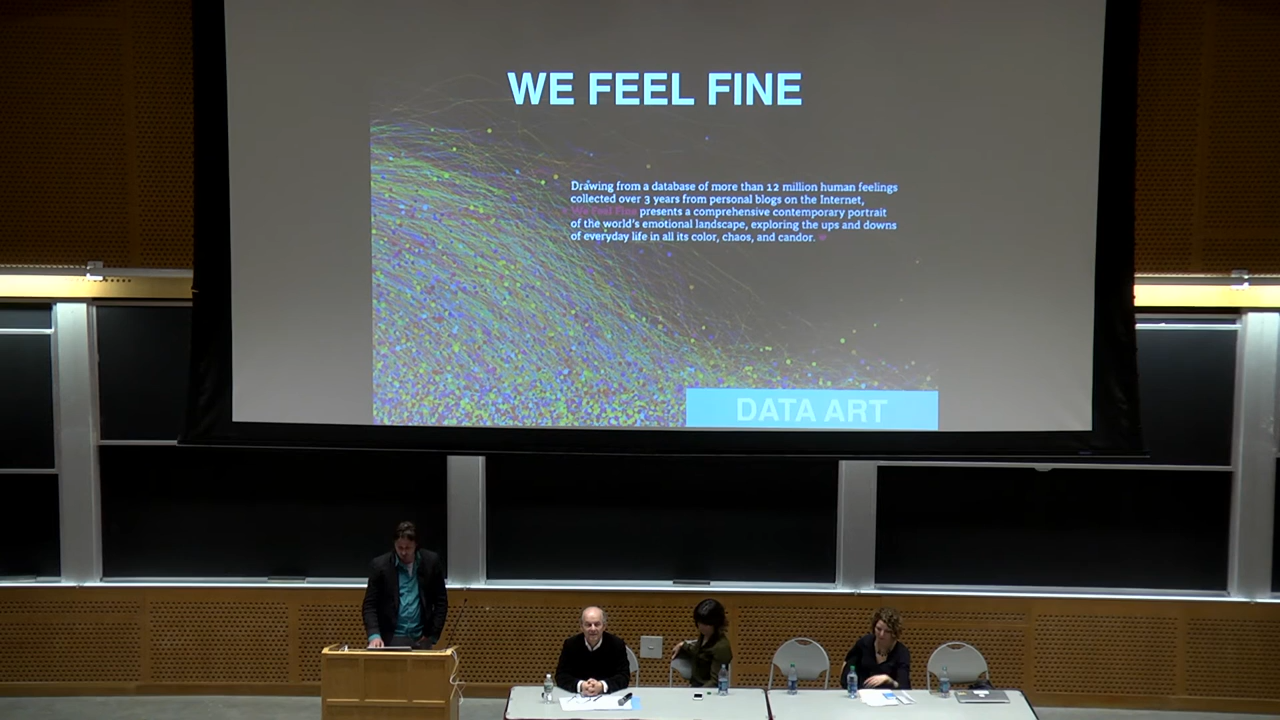 WE FEEL FINE
Drawing from a database of more than 12 million human feelings
collected over 3 years from personal blogs on the Internet,
We Feel Fine presents a comprehensive contemporary portrait
of the world's emotional landscape, exploring the ups and downs
of everyday life in all its color, chaos, and candor.
DATA ART